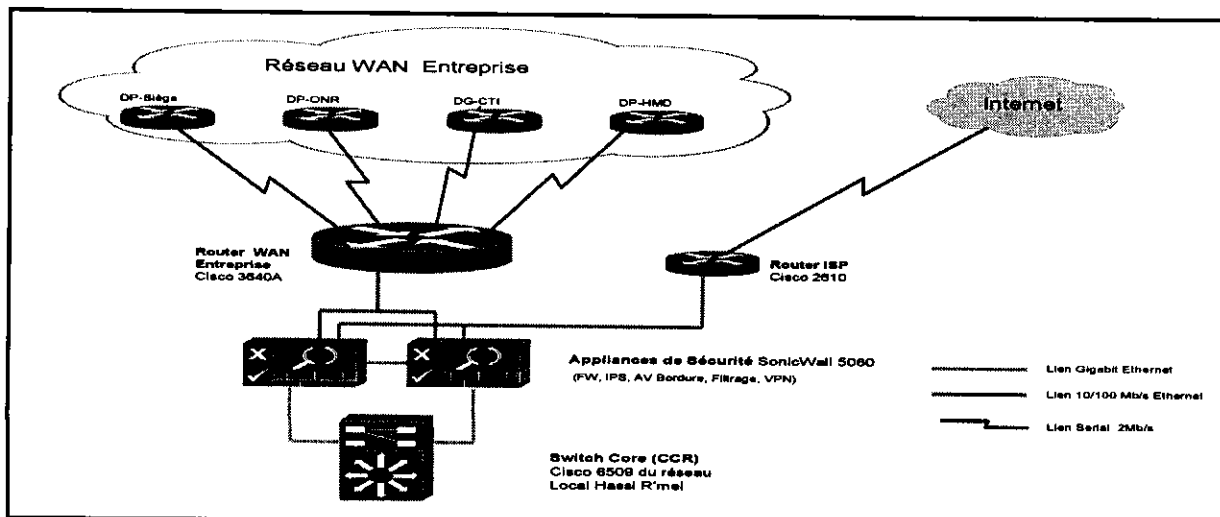 Réseau WAN Entreprise
DP-Siége
DP-ONR
DG-CTI
DP-HMD
Internet
Router WAN
Entreprise
Cisco 3640A
Router ISP
Cisco 2610
Appliances de Sécurité SonicWall 5060
(FW, IPS, AV Bordure, Filtrage, VPN)
Lien Gigabit Ethernet
Lien 10/100 Mb/s Ethernet
Lien Serial 2Mb/s
Switch Core (CCR)
Cisco 6509 du réseau
Local Hassi R'mel